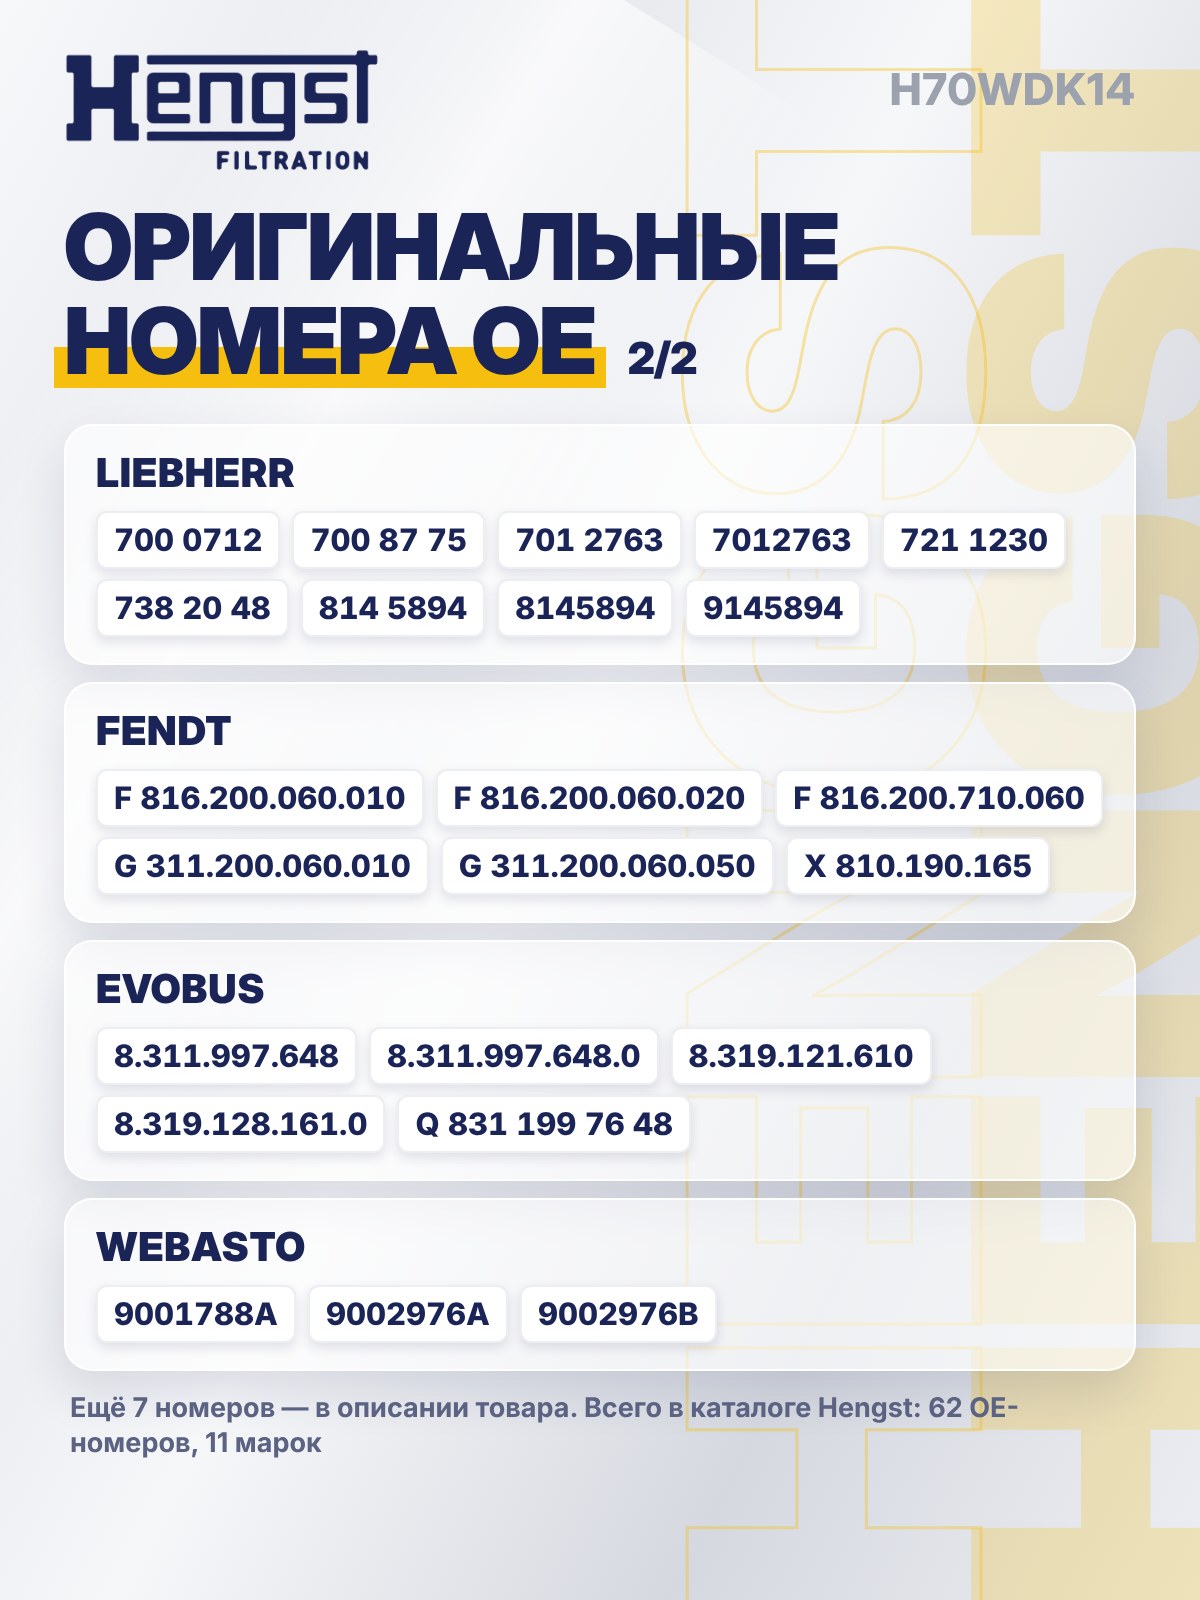 Hengst
FILTRATION
H70WDK14
ОРИГИНАЛЬНЫЕ
НОМЕРА OE 2/2
LIEBHERR
700 0712 700 87 75 701 2763 7012763 721 1230
738 20 48 814 5894 8145894 9145894
FENDT
F 816.200.060.010 F 816.200.060.020 F 816.200.710.060
G 311.200.060.010 G 311.200.060.050 X 810.190.165
EVOBUS
8.311.997.648 8.311.997.648.0 8.319.121.610
8.319.128.161.0 Q 831 199 76 48
WEBASTO
9001788A 9002976A 9002976B
Ещё 7 номеров — в описании товара. Всего в каталоге Hengst: 62 OE-
номеров, 11 марок
HENGST
HENGST